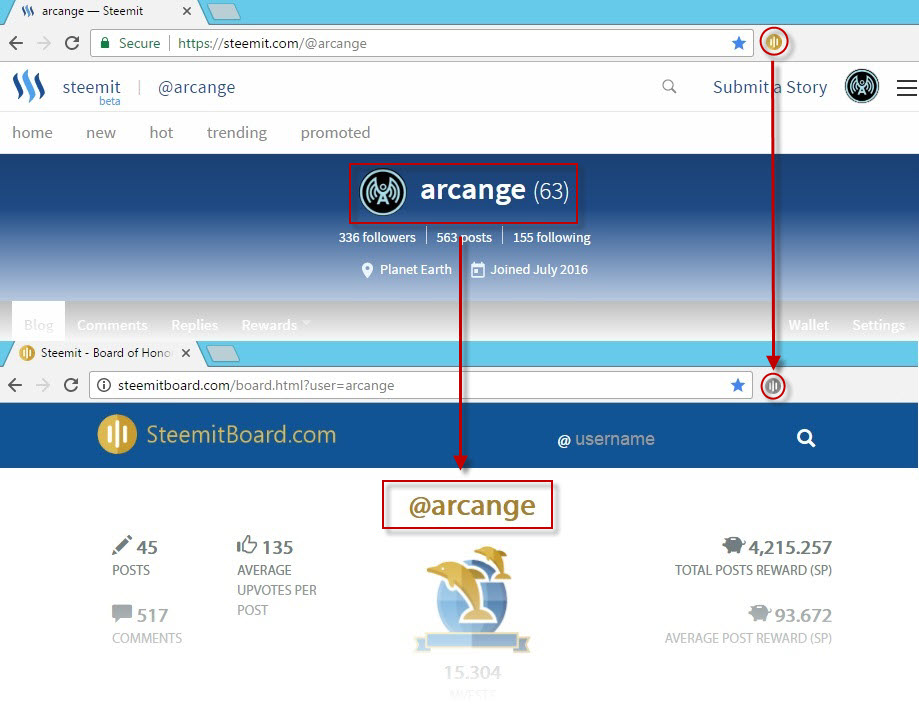 arcange — Steemit
Secure https://steemit.com/@arcange
steemit beta @arcange Submit a Story
home new hot trending promoted
arcange (63)
336 followers 563 posts 155 following
Planet Earth Joined July 2016
Blog Comments Replies Rewards Wallet Settings
Steemit - Board of Hono
steemitboard.com/board.html?user=arcange
SteemitBoard.com @ username
@arcange
45
POSTS
135
AVERAGE
UPVOTES PER
POST
4,215.257
TOTAL POSTS REWARD (SP)
517
COMMENTS
93.672
AVERAGE POST REWARD (SP)
15.304
MVESTS